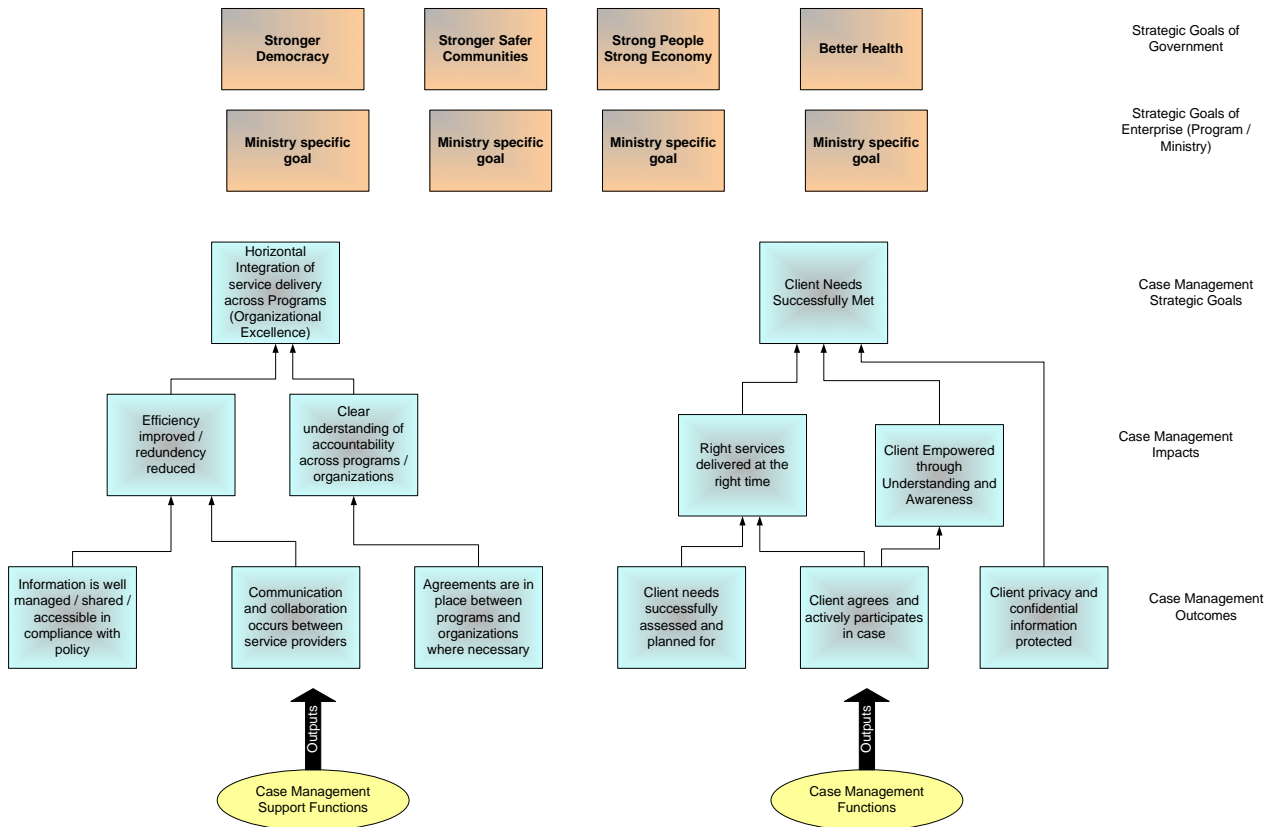 Stronger
Democracy
Stronger Safer
Communities
Strong People
Strong Economy
Better Health
Strategic Goals of
Government
Ministry specific
goal
Ministry specific
goal
Ministry specific
goal
Ministry specific
goal
Strategic Goals of
Enterprise (Program /
Ministry)
Horizontal
Integration of
service delivery
across Programs
(Organizational
Excellence)
Client Needs
Successfully Met
Case Management
Strategic Goals
Efficiency
improved /
redundancy
reduced
Clear
understanding of
accountability
across programs /
organizations
Right services
delivered at the
right time
Client Empowered
through
Understanding and
Awareness
Case Management
Impacts
Information is well
managed / shared /
accessible in
compliance with
policy
Communication
and collaboration
occurs between
service providers
Agreements are in
place between
programs and
organizations
where necessary
Client needs
successfully
assessed and
planned for
Client agrees and
actively participates
in case
Client privacy and
confidential
information
protected
Case Management
Outcomes
Outputs
Outputs
Case Management
Support Functions
Case Management
Functions